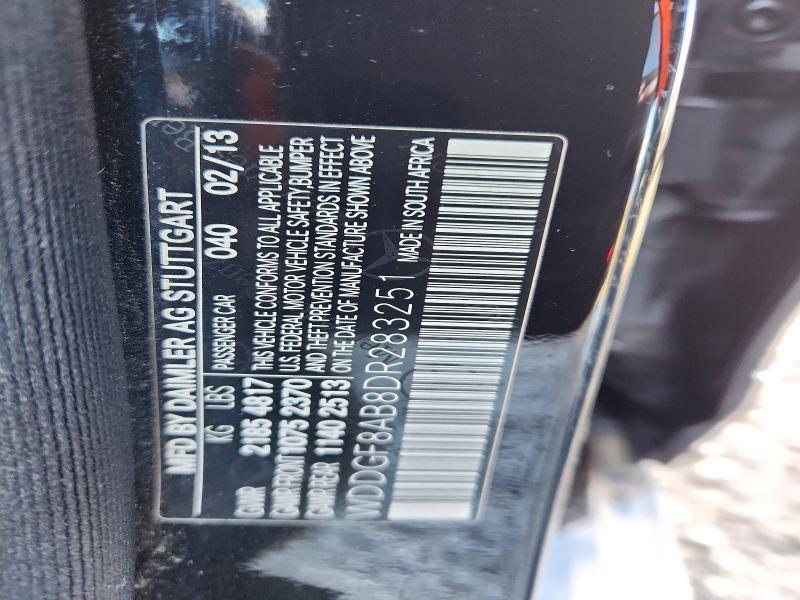 MFD BY DAIMLER AG STUTTGART
KG LBS PASSENGER CAR 040 02/13
GVWR 2185 4817 THIS VEHICLE CONFORMS TO ALL APPLICABLE
GAWR FRONT 1075 2370 U.S. FEDERAL MOTOR VEHICLE SAFETY, BUMPER
GAWR REAR 1140 2513 AND THEFT PREVENTION STANDARDS IN EFFECT
ON THE DATE OF MANUFACTURE SHOWN ABOVE
WDDGF8AB8DR283251 MADE IN SOUTH AFRICA